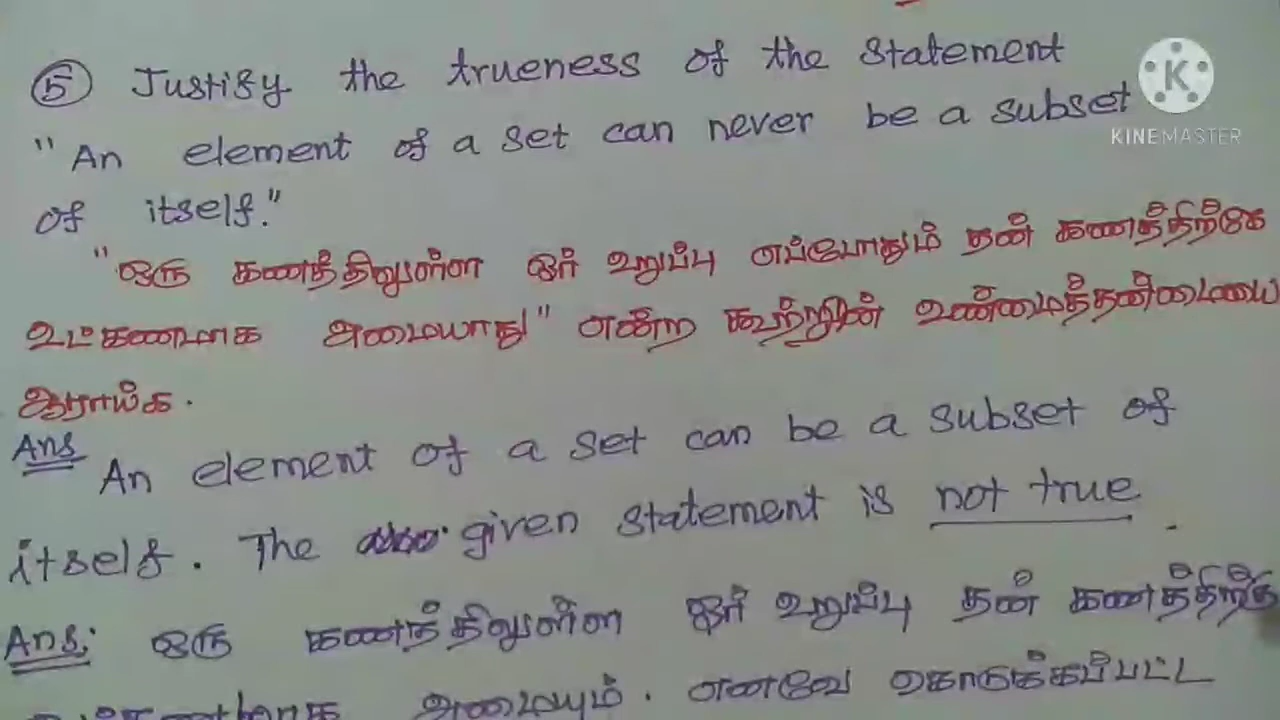 ⑤ Justify the trueness of the statement
"An element of a set can never be a subset
of itself."
"ஒரு கணத்திலுள்ள ஓர் உறுப்பு எப்போதும் தன் கணத்திற்கே
உட்கணமாக அமையாது" என்ற கூற்றின் உண்மைத்தன்மையை
ஆராய்க.
Ans An element of a set can be a subset of
itself. The given statement is not true.
Ans: ஒரு கணத்திலுள்ள ஓர் உறுப்பு தன்
அமையும். எனவே கொடுக்கப்பட்ட
K
KINEMASTER